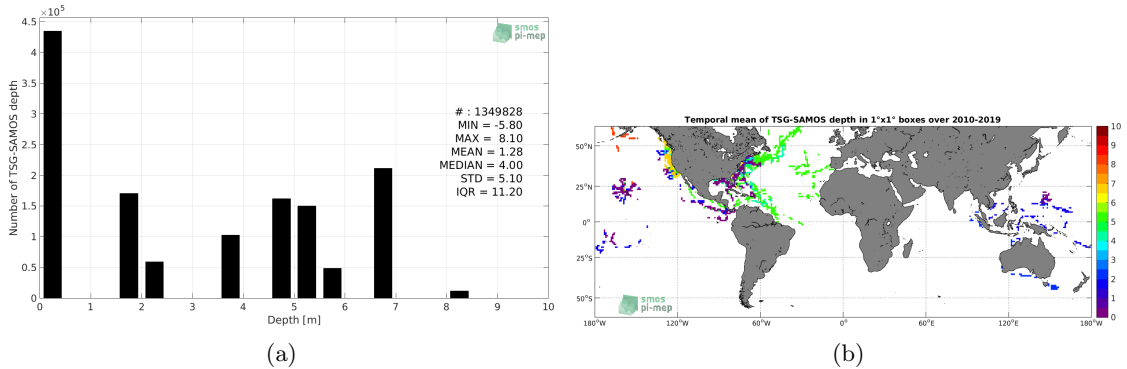 ×10⁵
4.5
4
3.5
3
2.5
2
1.5
1
0.5
0
Number of TSG-SAMOS depth
smos
pi-mep
# : 1349828
MIN = -5.80
MAX = 8.10
MEAN = 1.28
MEDIAN = 4.00
STD = 5.10
IQR = 11.20
0 1 2 3 4 5 6 7 8 9 10
Depth [m]
(a)
Temporal mean of TSG-SAMOS depth in 1°x1° boxes over 2010-2019
50°N
25°N
0°
25°S
50°S
smos
pi-mep
180°W 120°W 60°W 0° 60°E 120°E 180°W
10
9
8
7
6
5
4
3
2
1
0
(b)